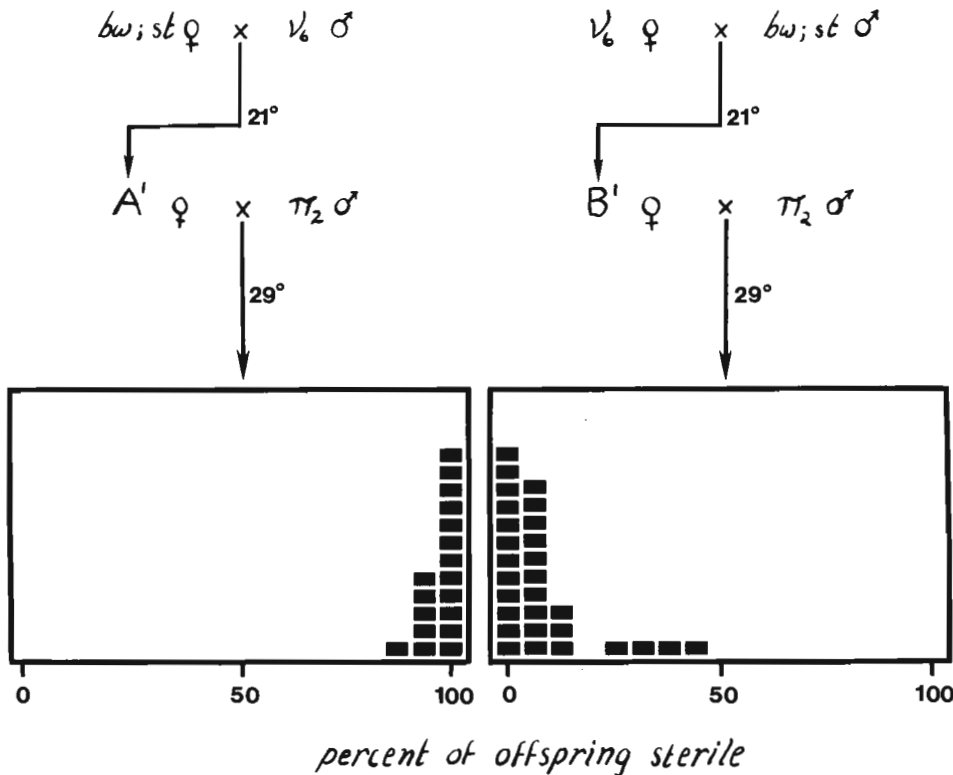 bw; st ♀ × ν₆ ♂
ν₆ ♀ × bw; st ♂
21°
21°
A' ♀ × π₂ ♂
B' ♀ × π₂ ♂
29°
29°
0 50 100
0 50 100
percent of offspring sterile